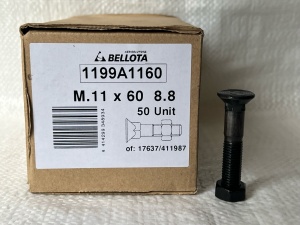 BELLOTA
1199A1160
M.11 x 60 8.8
50 Unit
of: 17637/411987